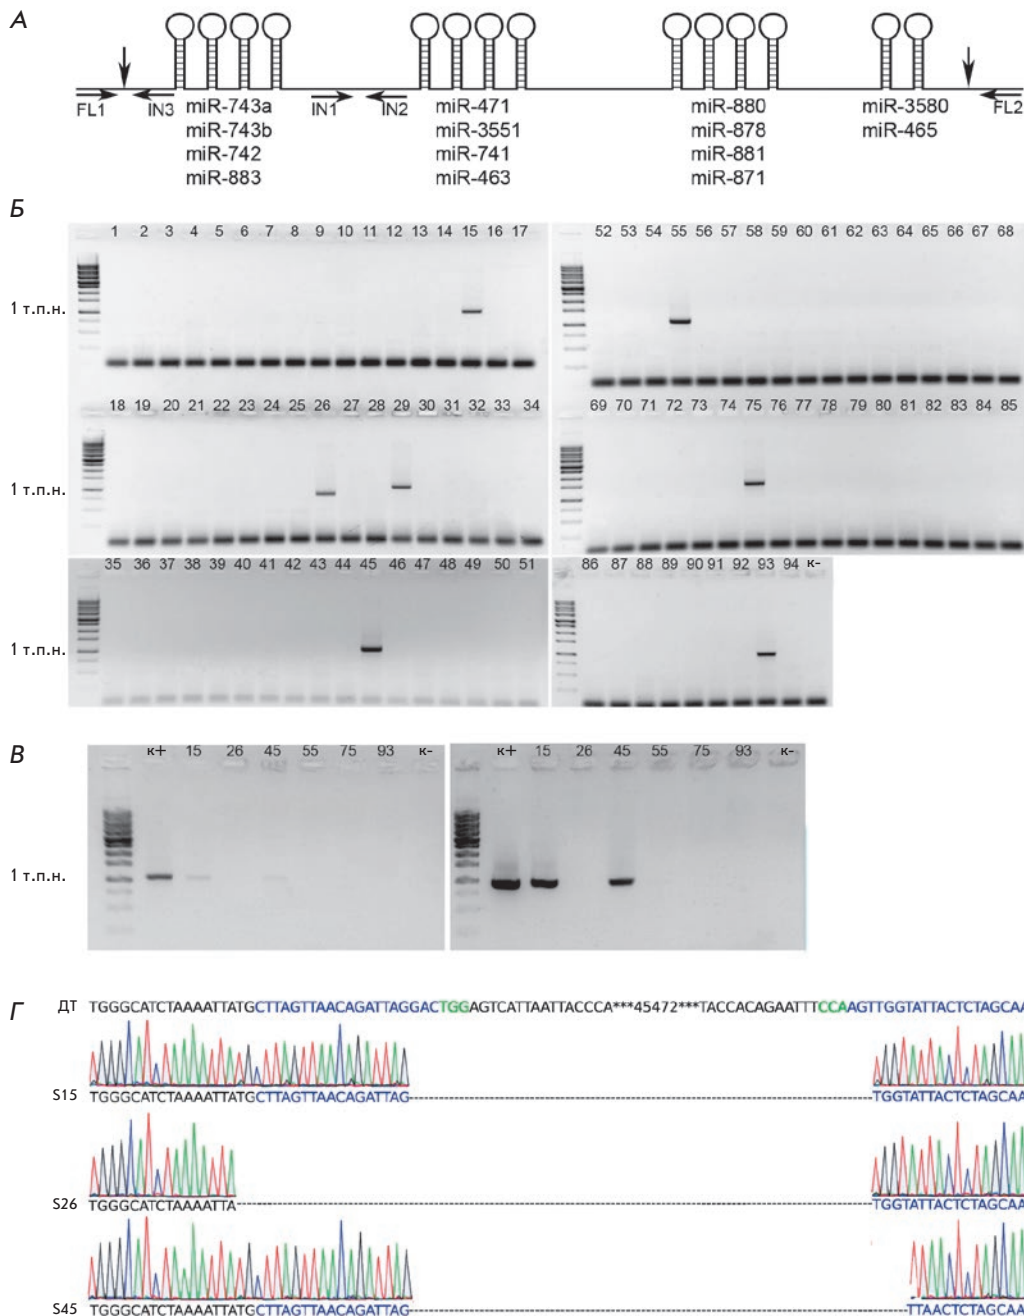 А
FL1 IN3 IN1 IN2 FL2
miR-743a miR-471 miR-880 miR-3580
miR-743b miR-3551 miR-878 miR-465
miR-742 miR-741 miR-881
miR-883 miR-463 miR-871
Б
1 2 3 4 5 6 7 8 9 10 11 12 13 14 15 16 17
52 53 54 55 56 57 58 59 60 61 62 63 64 65 66 67 68
1 т.п.н.
18 19 20 21 22 23 24 25 26 27 28 29 30 31 32 33 34
69 70 71 72 73 74 75 76 77 78 79 80 81 82 83 84 85
1 т.п.н.
35 36 37 38 39 40 41 42 43 44 45 46 47 48 49 50 51
86 87 88 89 90 91 92 93 94 к-
1 т.п.н.
В
к+ 15 26 45 55 75 93 к-
к+ 15 26 45 55 75 93 к-
1 т.п.н.
Г
ДТ TGGGCATCTAAAATTATGCTTAGTTAACAGATTAGGACTGGAGTCATTAATTACCCA***45472***TACCACAGAATTTCCAAGTTGGTATTACTCTAGCAA
S15 TGGGCATCTAAAATTATGCTTAGTTAACAGATTAG TGGTATTACTCTAGCAA
S26 TGGGCATCTAAAATTA TGGTATTACTCTAGCAA
S45 TGGGCATCTAAAATTATGCTTAGTTAACAGATTAG TTAACTCTAGCAA